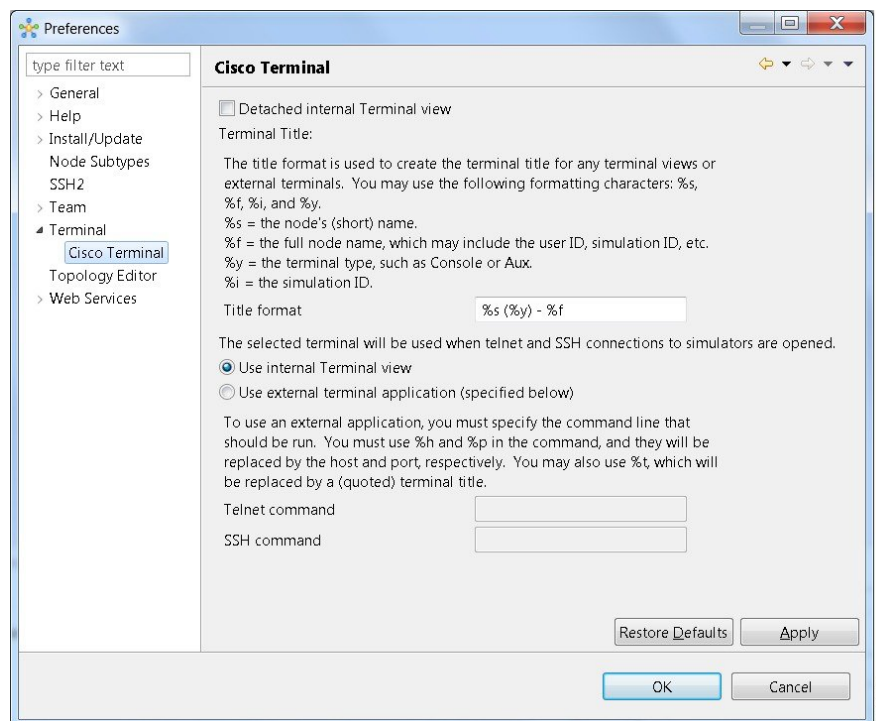 Preferences
type filter text
General
Help
Install/Update
Node Subtypes
SSH2
Team
Terminal
Cisco Terminal
Topology Editor
Web Services
Cisco Terminal
Detached internal Terminal view
Terminal Title:
The title format is used to create the terminal title for any terminal views or
external terminals. You may use the following formatting characters: %s,
%f, %i, and %y.
%s = the node's (short) name.
%f = the full node name, which may include the user ID, simulation ID, etc.
%y = the terminal type, such as Console or Aux.
%i = the simulation ID.
Title format %s (%y) - %f
The selected terminal will be used when telnet and SSH connections to simulators are opened.
Use internal Terminal view
Use external terminal application (specified below)
To use an external application, you must specify the command line that
should be run. You must use %h and %p in the command, and they will be
replaced by the host and port, respectively. You may also use %t, which will
be replaced by a (quoted) terminal title.
Telnet command
SSH command
Restore Defaults Apply
OK Cancel